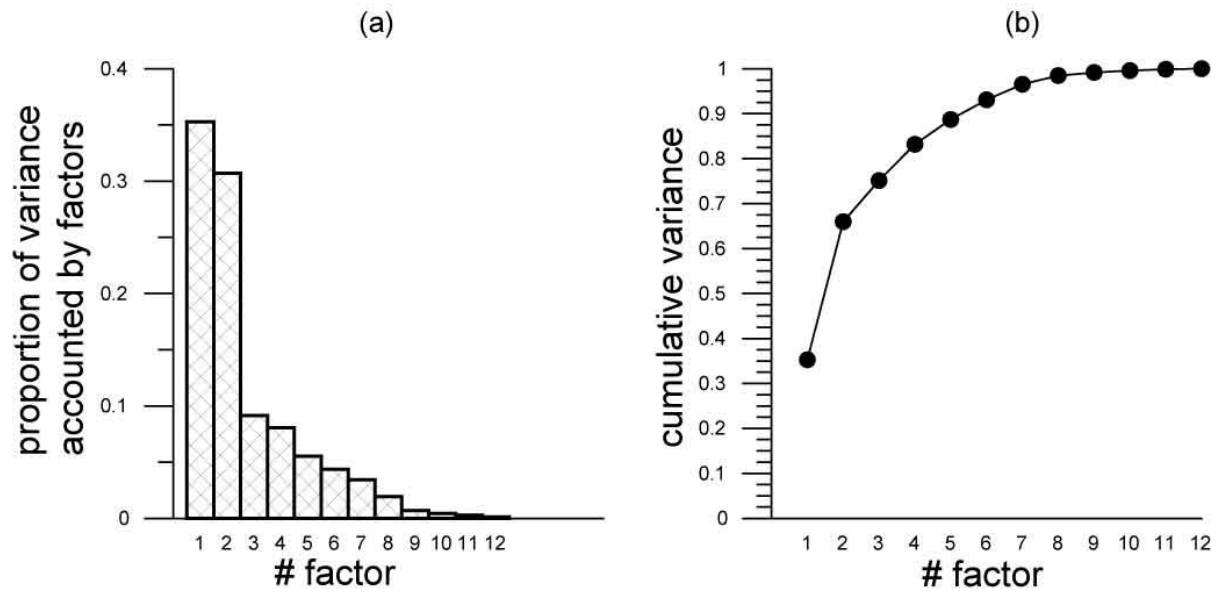 (a)
proportion of variance
accounted by factors
0.4
0.3
0.2
0.1
0
1 2 3 4 5 6 7 8 9 10 11 12
# factor
(b)
cumulative variance
1
0.9
0.8
0.7
0.6
0.5
0.4
0.3
0.2
0.1
0
1 2 3 4 5 6 7 8 9 10 11 12
# factor